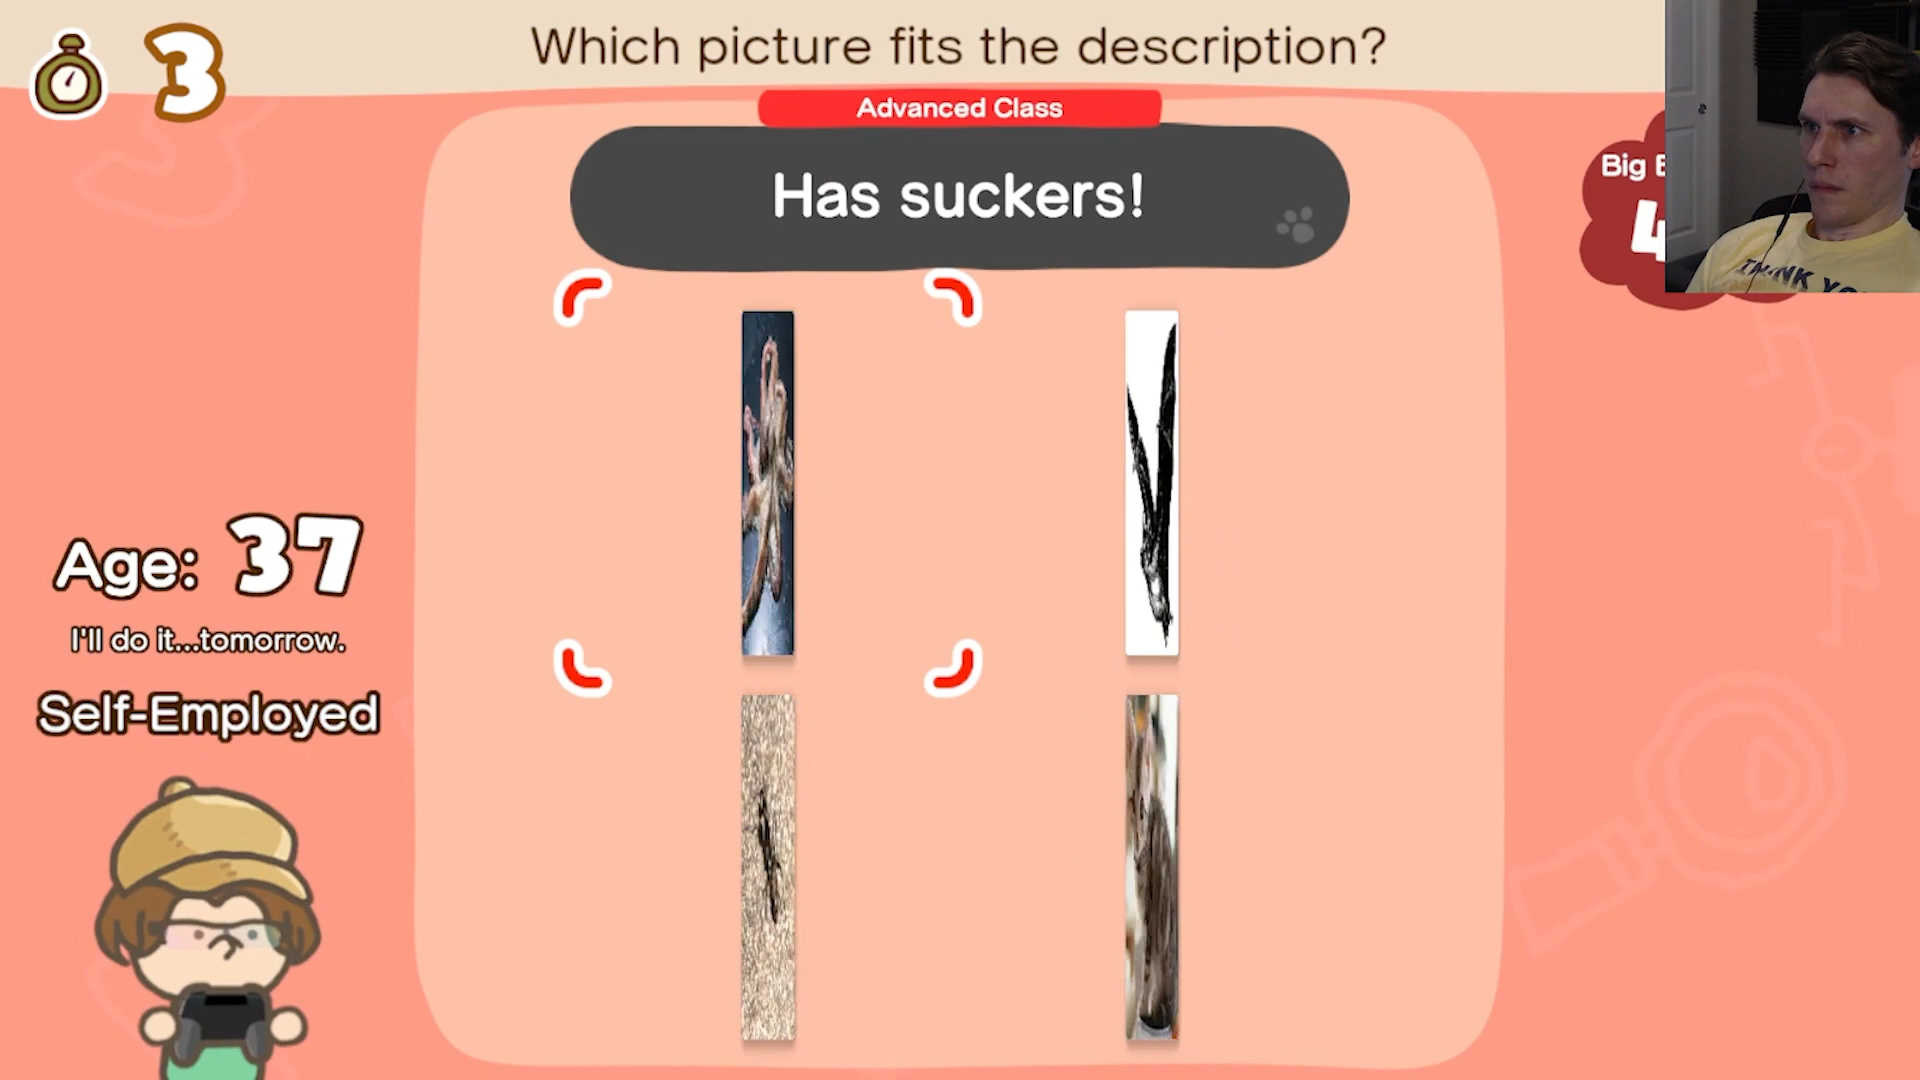 3
Which picture fits the description?
Advanced Class
Has suckers!
Big
Age: 37
I'll do it...tomorrow.
Self-Employed